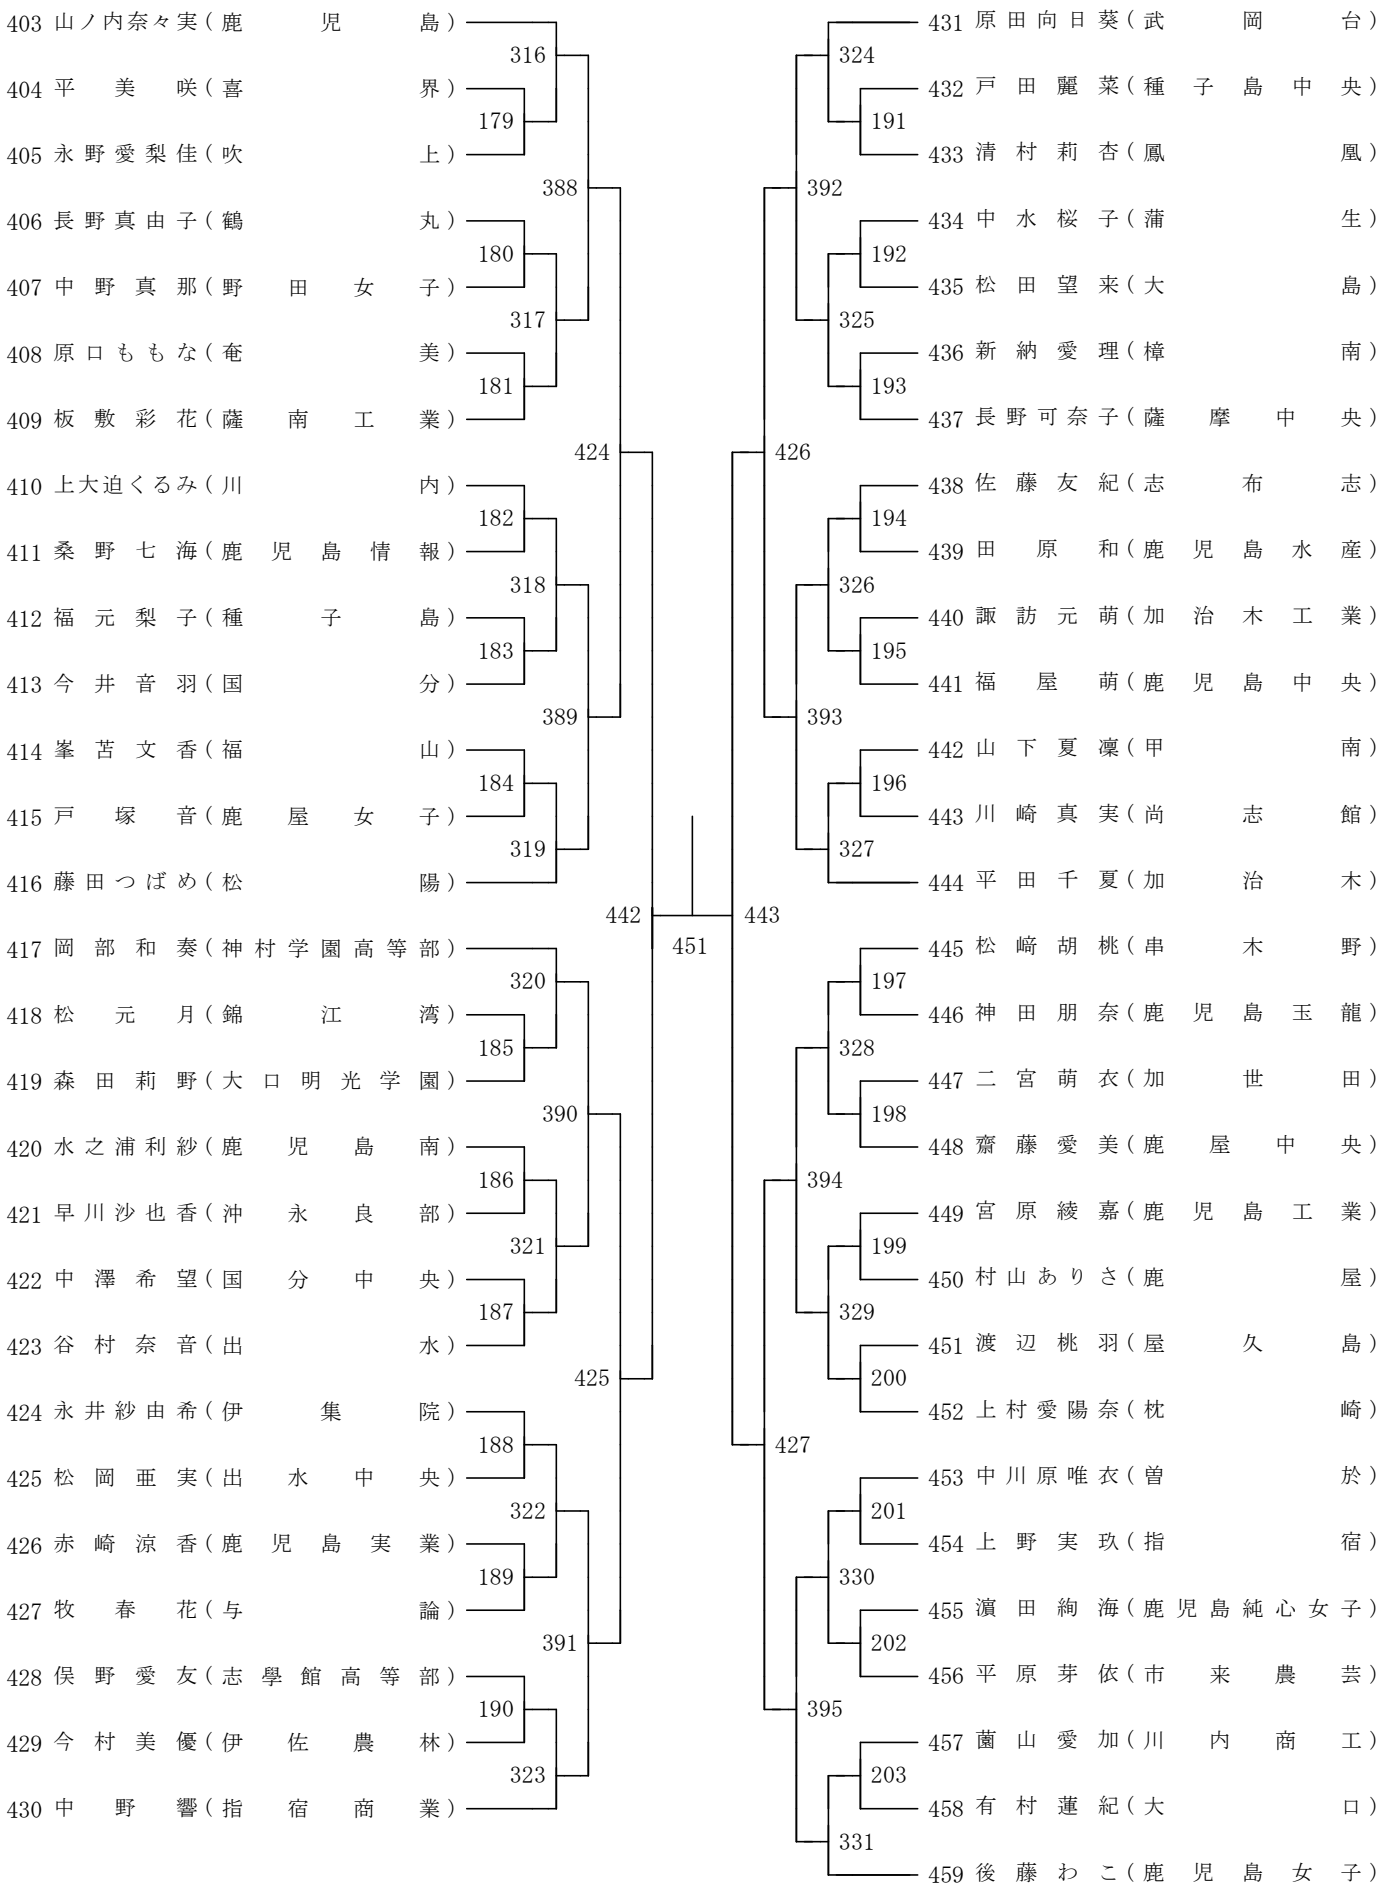 403 山ノ内奈々実(鹿児島)
316
404 平美咲(喜界)
179
405 永野愛梨佳(吹上)
388
406 長野真由子(鶴丸)
180
407 中野真那(野田女子)
317
408 原口ももな(奄美)
181
409 板敷彩花(薩南工業)
424
410 上大迫くるみ(川内)
182
411 桑野七海(鹿児島情報)
318
412 福元梨子(種子島)
183
413 今井音羽(国分)
389
414 峯苫文香(福山)
184
415 戸塚音(鹿屋女子)
319
416 藤田つばめ(松陽)
442
417 岡部和奏(神村学園高等部)
320
418 松元月(錦江湾)
185
419 森田莉野(大口明光学園)
390
420 水之浦利紗(鹿児島南)
186
421 早川沙也香(沖永良部)
321
422 中澤希望(国分中央)
187
423 谷村奈音(出水)
425
424 永井紗由希(伊集院)
188
425 松岡亜実(出水中央)
322
426 赤崎涼香(鹿児島実業)
189
427 牧春花(与論)
391
428 俣野愛友(志學館高等部)
190
429 今村美優(伊佐農林)
323
430 中野響(指宿商業)
451
431 原田向日葵(武岡台)
324
432 戸田麗菜(種子島中央)
191
433 清村莉杏(鳳凰)
392
434 中水桜子(蒲生)
192
435 松田望来(大島)
325
436 新納愛理(樟南)
193
437 長野可奈子(薩摩中央)
426
438 佐藤友紀(志布志)
194
439 田原和(鹿児島水産)
326
440 諏訪元萌(加治木工業)
195
441 福屋萌(鹿児島中央)
393
442 山下夏凜(甲南)
196
443 川崎真実(尚志館)
327
444 平田千夏(加治木)
443
445 松﨑胡桃(串木野)
197
446 神田朋奈(鹿児島玉龍)
328
447 二宮萌衣(加世田)
198
448 齋藤愛美(鹿屋中央)
394
449 宮原綾嘉(鹿児島工業)
199
450 村山ありさ(鹿屋)
329
451 渡辺桃羽(屋久島)
200
452 上村愛陽奈(枕崎)
427
453 中川原唯衣(曽於)
201
454 上野実玖(指宿)
330
455 濵田絢海(鹿児島純心女子)
202
456 平原芽依(市来農芸)
395
457 薗山愛加(川内商工)
203
458 有村蓮紀(大口)
331
459 後藤わこ(鹿児島女子)